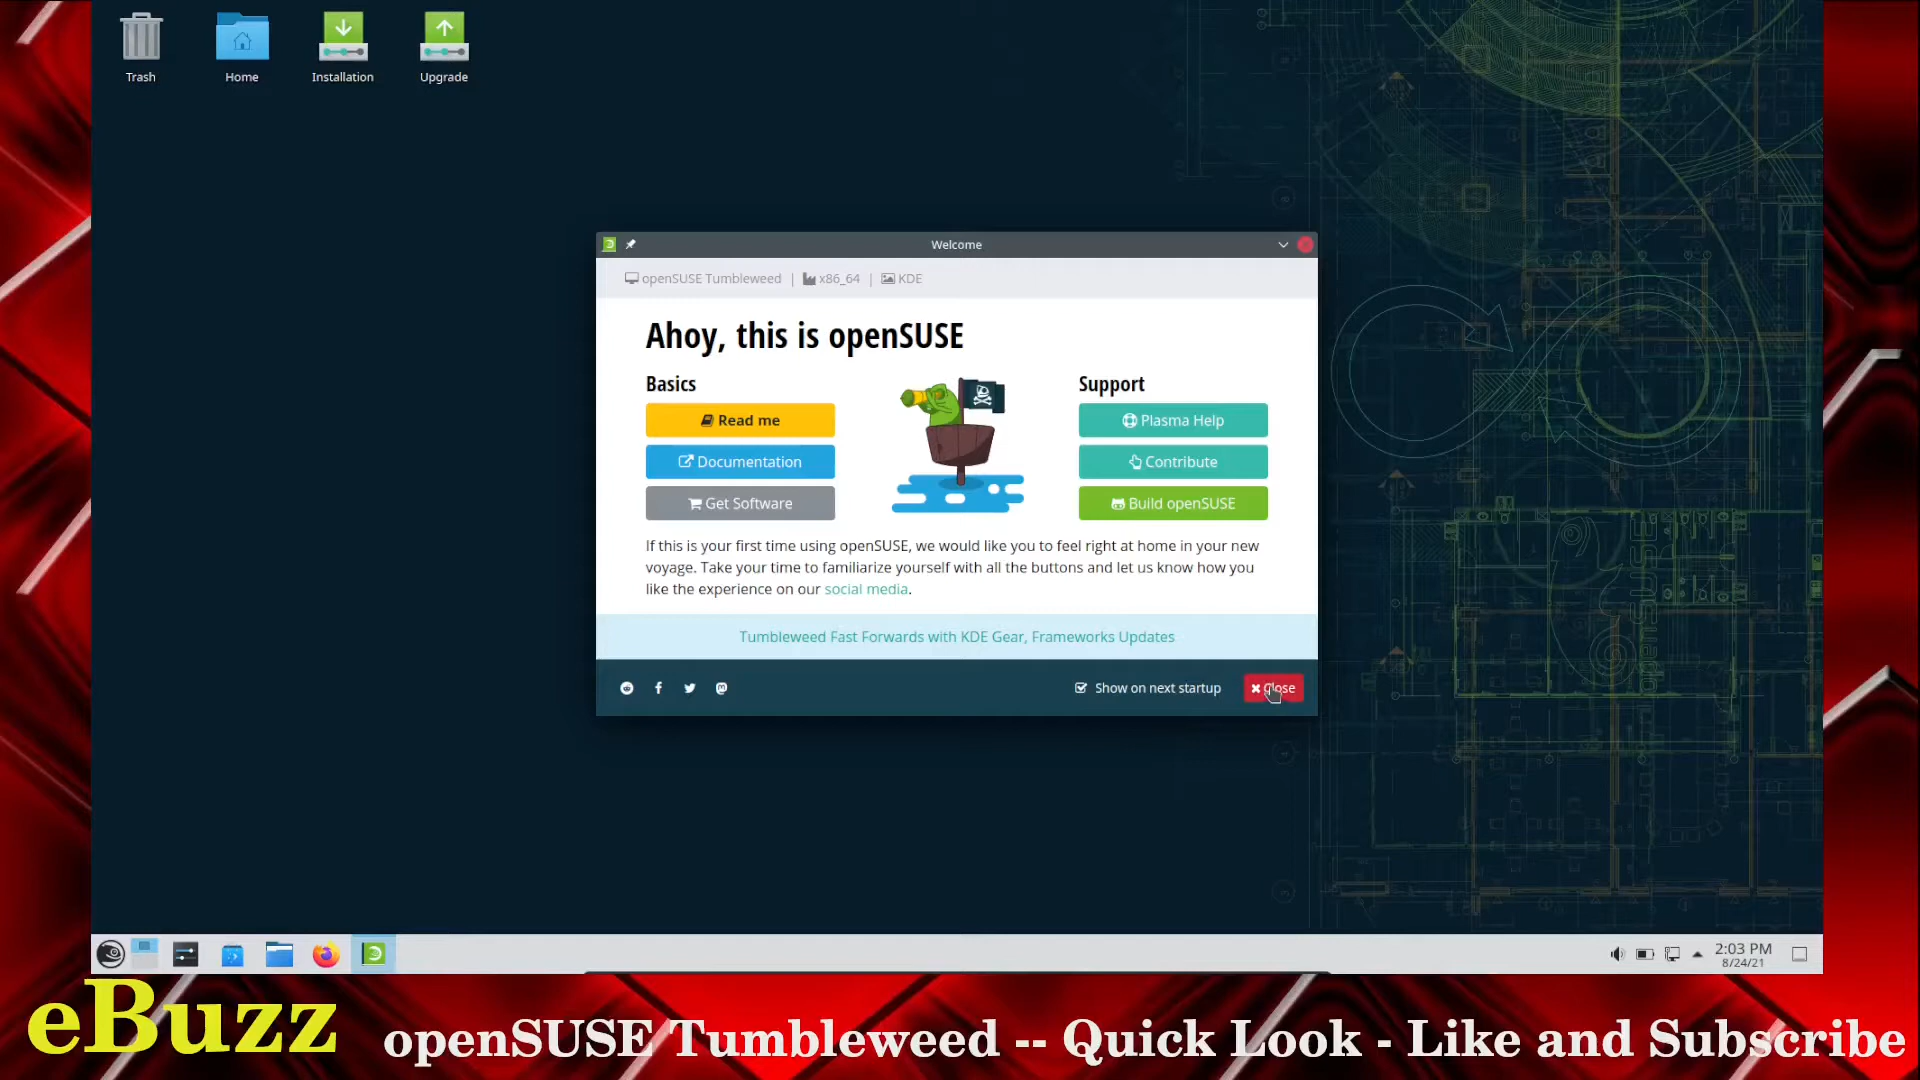 Trash
Home
Installation
Upgrade
Welcome
openSUSE Tumbleweed | x86_64 | KDE
Ahoy, this is openSUSE
Basics
Read me
Documentation
Get Software
Support
Plasma Help
Contribute
Build openSUSE
If this is your first time using openSUSE, we would like you to feel right at home in your new
voyage. Take your time to familiarize yourself with all the buttons and let us know how you
like the experience on our social media.
Tumbleweed Fast Forwards with KDE Gear, Frameworks Updates
Show on next startup
Close
openSUSE
2:03 PM
8/24/21
eBuzz
openSUSE Tumbleweed -- Quick Look - Like and Subscribe